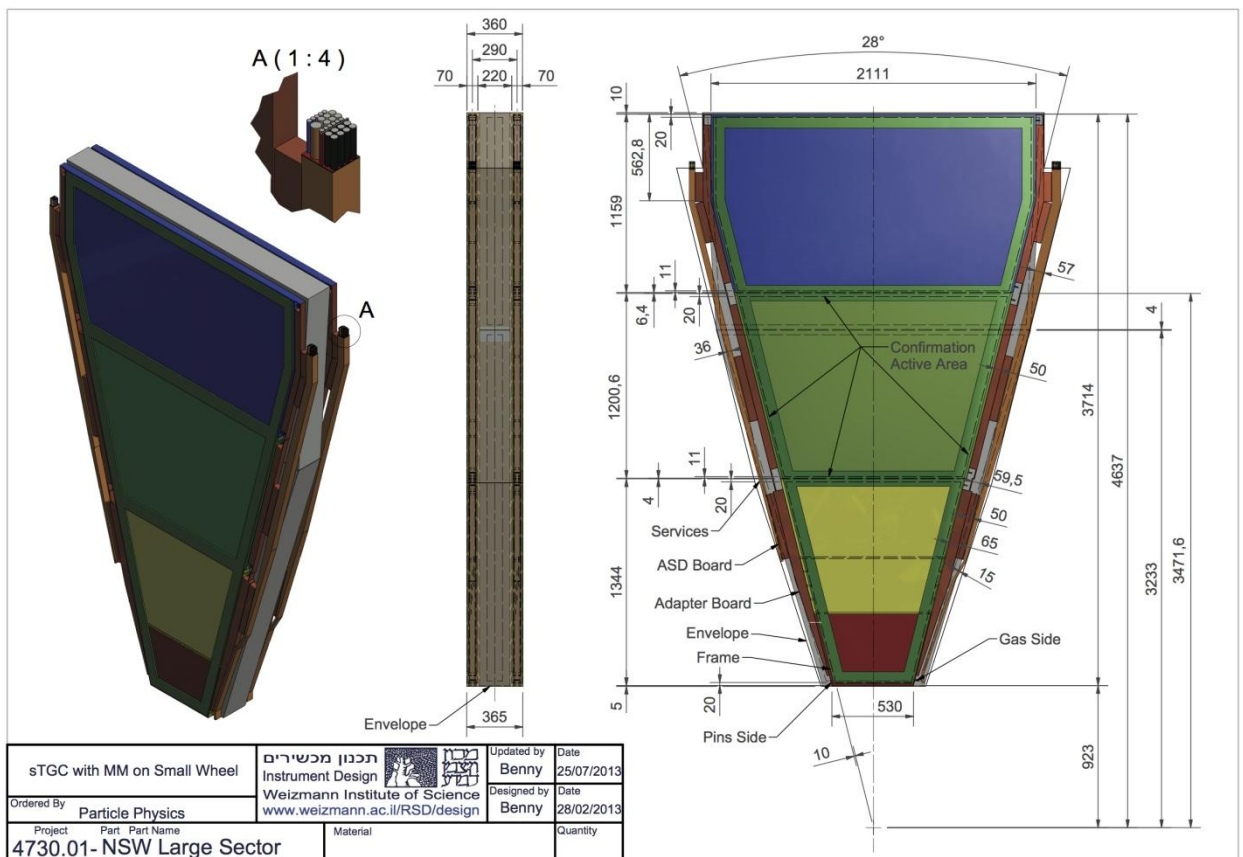 A ( 1 : 4 )
A
360
290
70
220
70
Envelope
365
28°
2111
10
20
562,8
1159
11
6,4
20
36
57
4
Confirmation
Active Area
50
1200,6
3714
4637
11
4
20
59,5
Services
50
ASD Board
65
3233
3471,6
15
1344
Adapter Board
Envelope
Gas Side
Frame
5
20
530
Pins Side
10
923
sTGC with MM on Small Wheel
תכנון מכשירים
Instrument Design
Weizmann Institute of Science
www.weizmann.ac.il/RSD/design
מכון
ויצמן
למדע
Updated by
Benny
Date
25/07/2013
Designed by
Benny
Date
28/02/2013
Ordered By
Particle Physics
Project Part Part Name
4730.01- NSW Large Sector
Material
Quantity